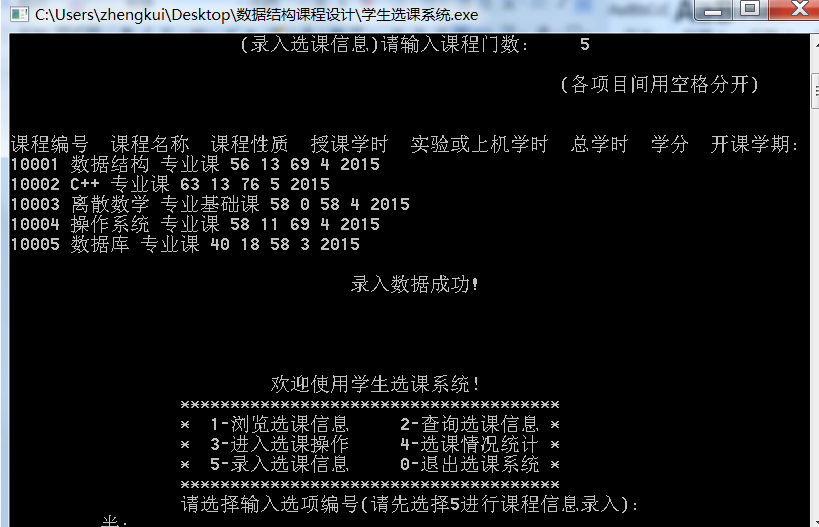 C:\Users\zhengkui\Desktop\数据结构课程设计\学生选课系统.exe
(录入选课信息)请输入课程门数: 5
(各项目间用空格分开)
课程编号 课程名称 课程性质 授课学时 实验或上机学时 总学时 学分 开课学期:
10001 数据结构 专业课 56 13 69 4 2015
10002 C++ 专业课 63 13 76 5 2015
10003 离散数学 专业基础课 58 0 58 4 2015
10004 操作系统 专业课 58 11 69 4 2015
10005 数据库 专业课 40 18 58 3 2015
录入数据成功!
欢迎使用学生选课系统!
**************************************
* 1-浏览选课信息 2-查询选课信息 *
* 3-进入选课操作 4-选课情况统计 *
* 5-录入选课信息 0-退出选课系统 *
**************************************
请选择输入选项编号(请先选择5进行课程信息录入):
半: